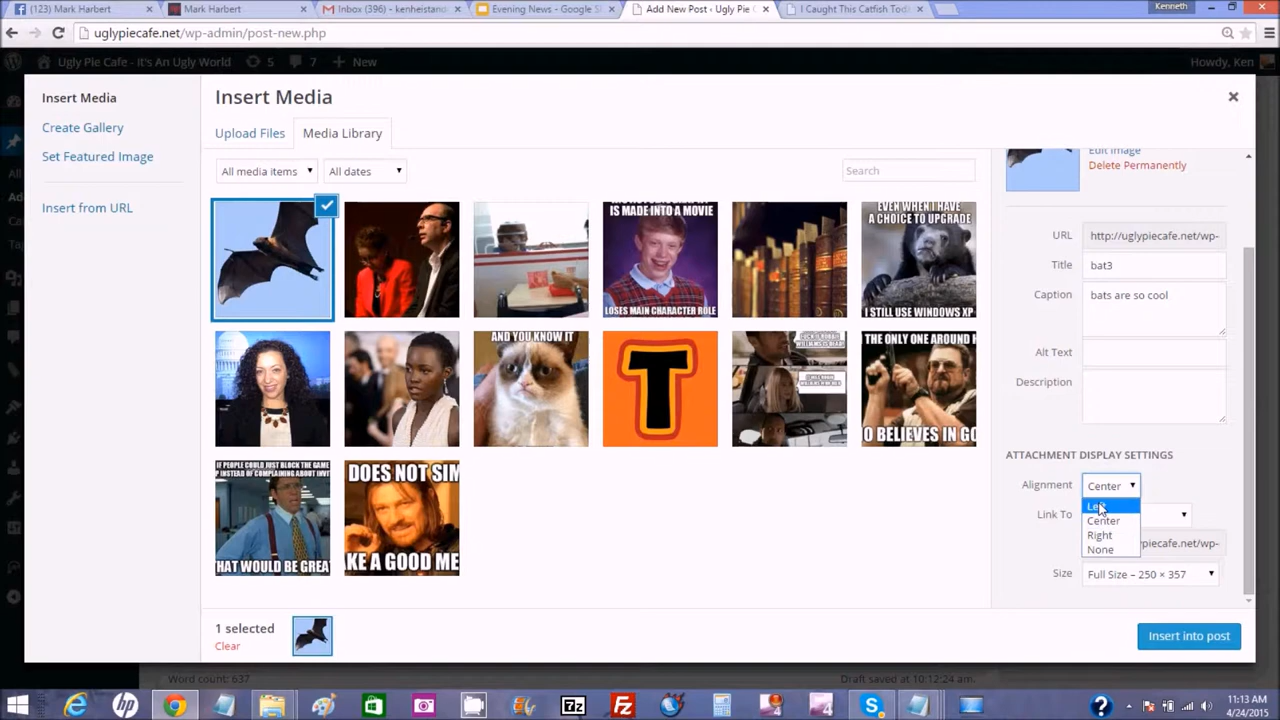 (123) Mark Harbert
Mark Harbert
Inbox (396) - kenheistand
Evening News - Google Sl
Add New Post ‹ Ugly Pie C
I Caught This Catfish Toda
Kenneth
uglypiecafe.net/wp-admin/post-new.php
Ugly Pie Cafe - It's An Ugly World
5
7
New
Howdy, Ken
Insert Media
Create Gallery
Set Featured Image
Insert from URL
Insert Media
Upload Files
Media Library
All media items
All dates
Search
IS MADE INTO A MOVIE
LOSES MAIN CHARACTER ROLE
EVEN WHEN I HAVE
A CHOICE TO UPGRADE
I STILL USE WINDOWS XP
AND YOU KNOW IT
T
THE ONLY ONE AROUND H
O BELIEVES IN GO
IF PEOPLE COULD JUST BLOCK THE GAME
P INSTEAD OF COMPLAINING ABOUT INVI
HAT WOULD BE GREA
DOES NOT SIM
AKE A GOOD ME
Edit Image
Delete Permanently
URL
http://uglypiecafe.net/wp-
Title
bat3
Caption
bats are so cool
Alt Text
Description
ATTACHMENT DISPLAY SETTINGS
Alignment
Center
Left
Center
Right
None
Link To
ypiecafe.net/wp-
Size
Full Size – 250 × 357
1 selected
Clear
Insert into post
Word count: 637
Draft saved at 10:12:24 am.
11:13 AM
4/24/2015